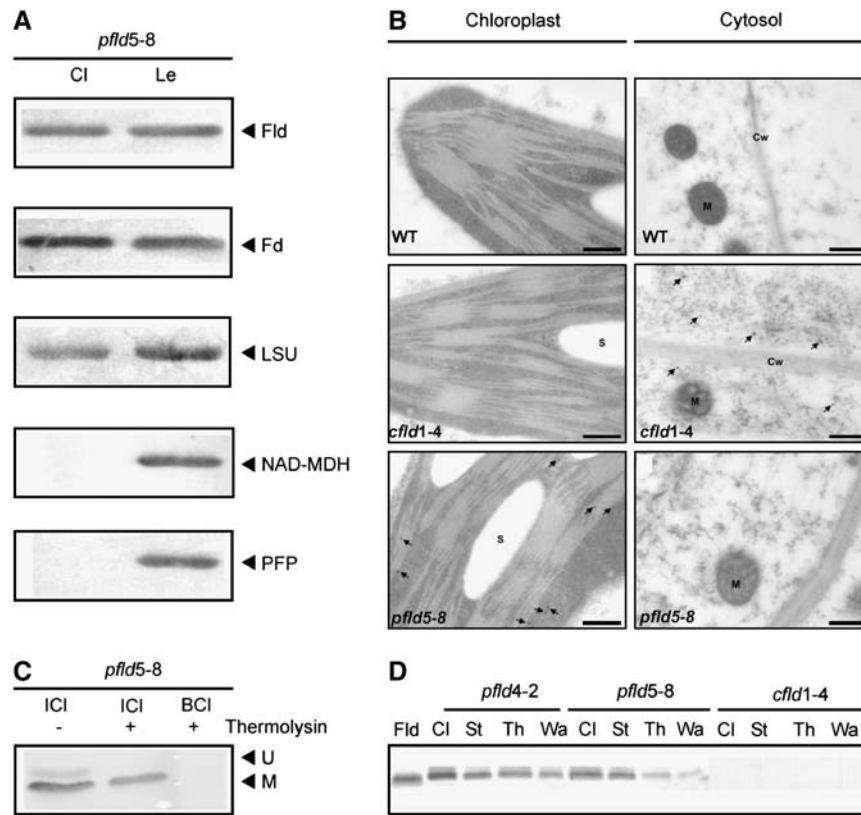 A
pfld5-8
Cl Le
Fld
Fd
LSU
NAD-MDH
PFP
B
Chloroplast Cytosol
WT
Cw
M
WT
S
cfld1-4
Cw
M
cfld1-4
S
pfld5-8
M
pfld5-8
C
pfld5-8
ICl ICl BCl
- + + Thermolysin
U
M
D
pfld4-2 pfld5-8 cfld1-4
Fld Cl St Th Wa Cl St Th Wa Cl St Th Wa